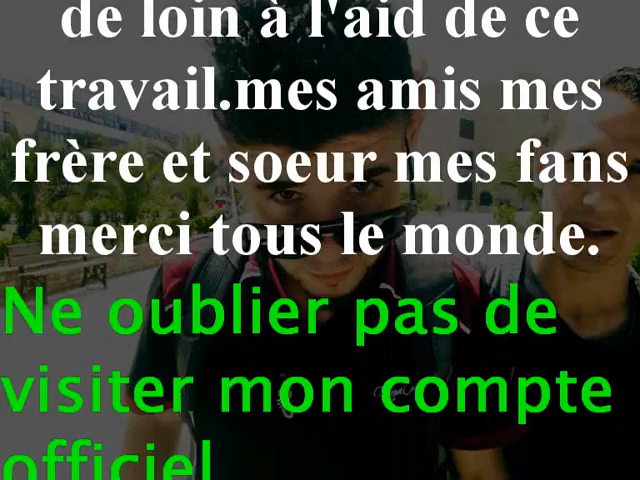 de loin à l'aid de ce
travail.mes amis mes
frère et soeur mes fans
merci tous le monde.
Ne oublier pas de
visiter mon compte
officiel